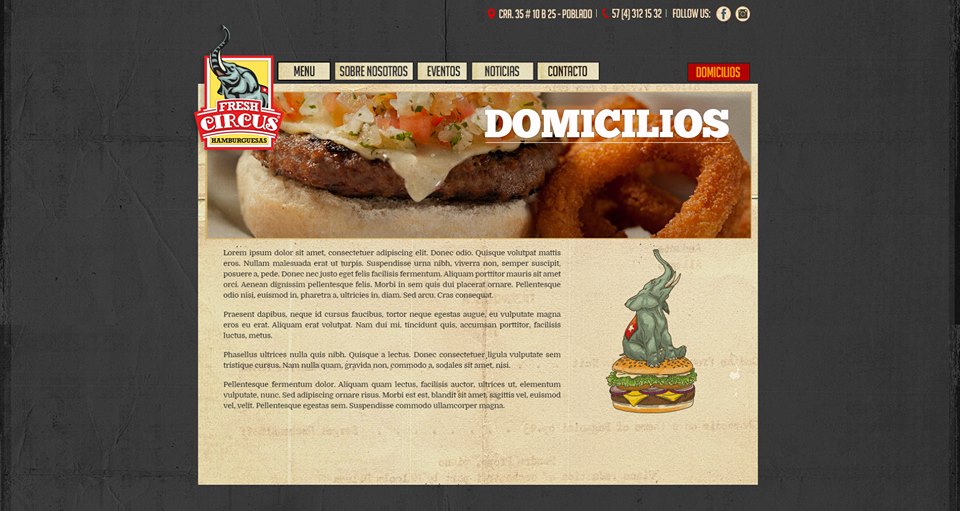 CRA. 35 # 10 B 25 - POBLADO | 57 (4) 312 15 32 | FOLLOW US:
MENU SOBRE NOSOTROS EVENTOS NOTICIAS CONTACTO DOMICILIOS
FRESH
CIRCUS
HAMBURGUESAS
DOMICILIOS
Lorem ipsum dolor sit amet, consectetuer adipiscing elit. Donec odio. Quisque volutpat mattis
eros. Nullam malesuada erat ut turpis. Suspendisse urna nibh, viverra non, semper suscipit,
posuere a, pede. Donec nec justo eget felis facilisis fermentum. Aliquam porttitor mauris sit amet
orci. Aenean dignissim pellentesque felis. Morbi in sem quis dui placerat ornare. Pellentesque
odio nisi, euismod in, pharetra a, ultricies in, diam. Sed arcu. Cras consequat.
Praesent dapibus, neque id cursus faucibus, tortor neque egestas augue, eu vulputate magna
eros eu erat. Aliquam erat volutpat. Nam dui mi, tincidunt quis, accumsan porttitor, facilisis
luctus, metus.
Phasellus ultrices nulla quis nibh. Quisque a lectus. Donec consectetuer ligula vulputate sem
tristique cursus. Nam nulla quam, gravida non, commodo a, sodales sit amet, nisi.
Pellentesque fermentum dolor. Aliquam quam lectus, facilisis auctor, ultrices ut, elementum
vulputate, nunc. Sed adipiscing ornare risus. Morbi est est, blandit sit amet, sagittis vel, euismod
vel, velit. Pellentesque egestas sem. Suspendisse commodo ullamcorper magna.